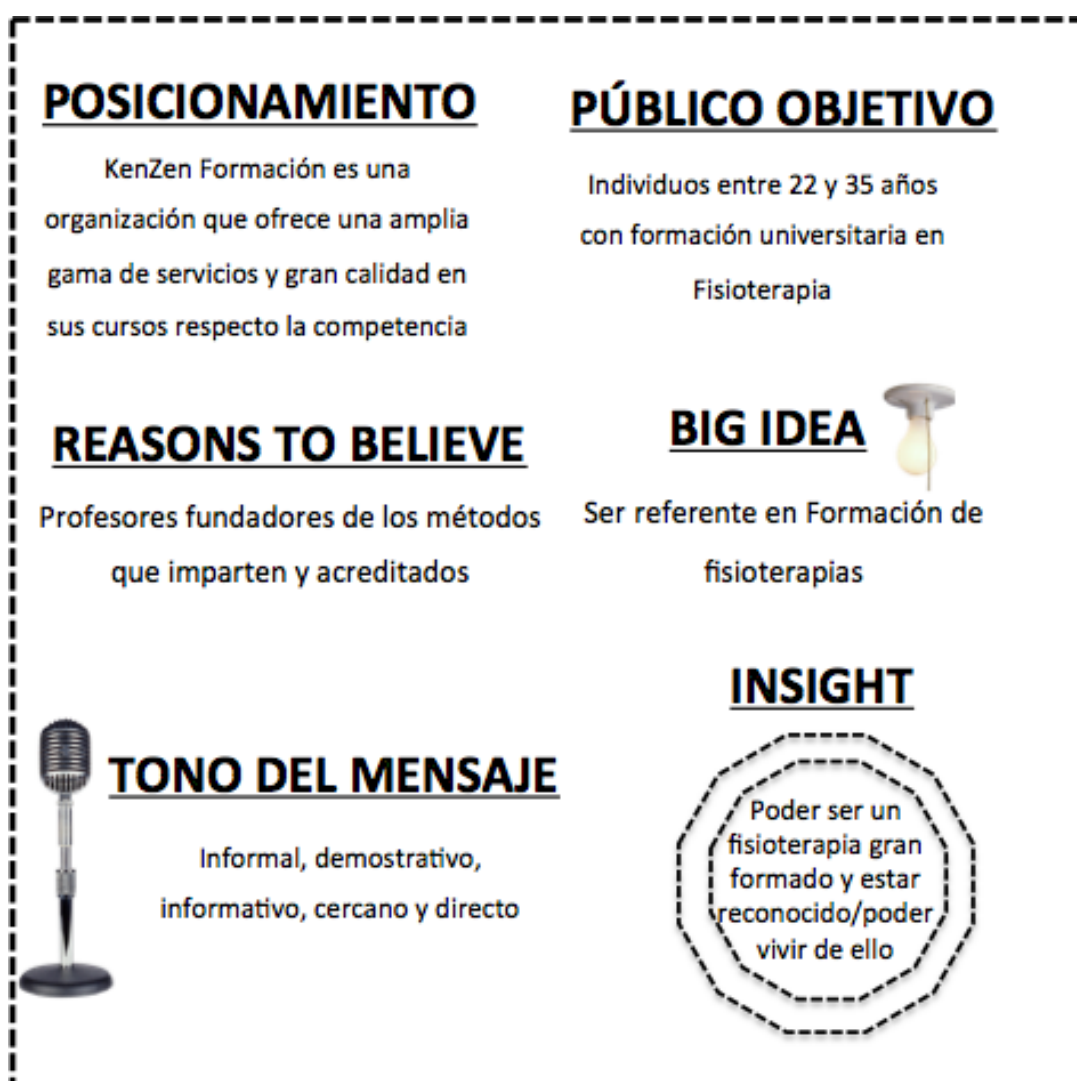 POSICIONAMIENTO
KenZen Formación es una
organización que ofrece una amplia
gama de servicios y gran calidad en
sus cursos respecto la competencia
PÚBLICO OBJETIVO
Individuos entre 22 y 35 años
con formación universitaria en
Fisioterapia
REASONS TO BELIEVE
Profesores fundadores de los métodos
que imparten y acreditados
BIG IDEA
Ser referente en Formación de
fisioterapias
TONO DEL MENSAJE
Informal, demostrativo,
informativo, cercano y directo
INSIGHT
Poder ser un
fisioterapia gran
formado y estar
reconocido/poder
vivir de ello